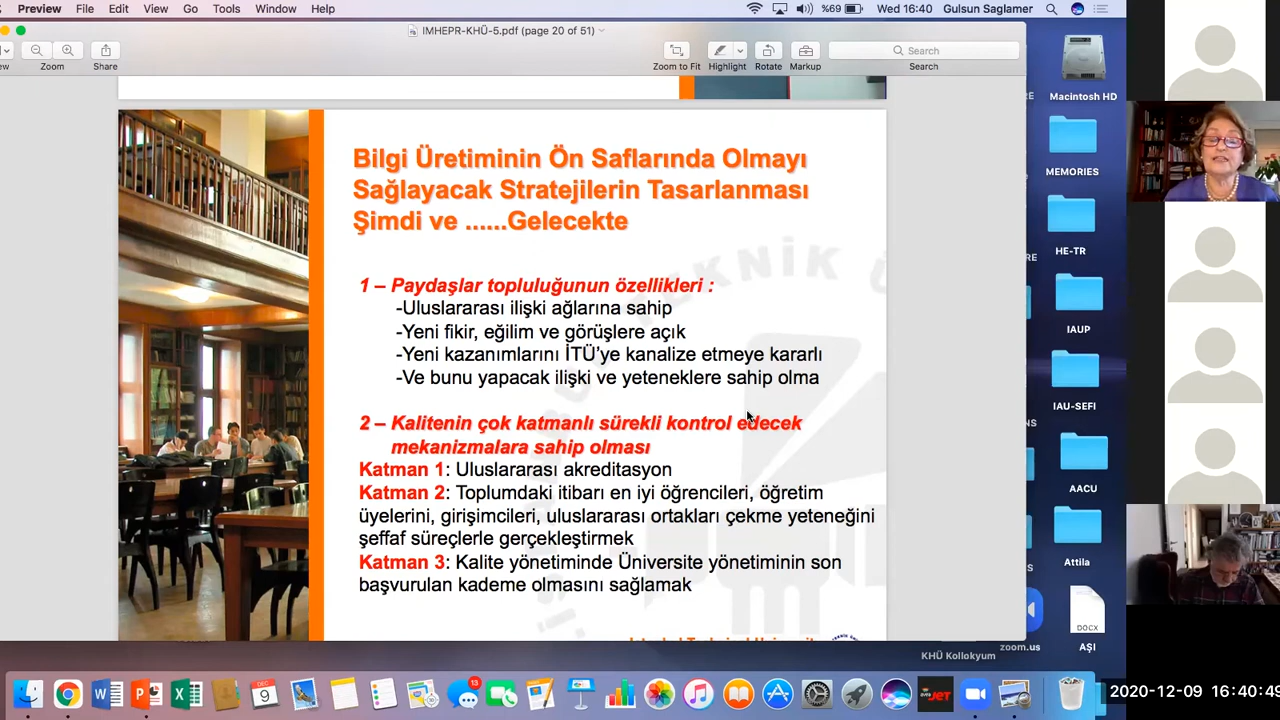 Preview File Edit View Go Tools Window Help %69 Wed 16:40 Gulsun Saglamer
IMHEPR-KHÜ-5.pdf (page 20 of 51)
Search
Zoom Share Zoom to Fit Highlight Rotate Markup Search
Bilgi Üretiminin Ön Saflarında Olmayı
Sağlayacak Stratejilerin Tasarlanması
Şimdi ve ......Gelecekte
1 – Paydaşlar topluluğunun özellikleri :
-Uluslararası ilişki ağlarına sahip
-Yeni fikir, eğilim ve görüşlere açık
-Yeni kazanımlarını İTÜ’ye kanalize etmeye kararlı
-Ve bunu yapacak ilişki ve yeteneklere sahip olma
2 – Kalitenin çok katmanlı sürekli kontrol edecek
mekanizmalara sahip olması
Katman 1: Uluslararası akreditasyon
Katman 2: Toplumdaki itibarı en iyi öğrencileri, öğretim
üyelerini, girişimcileri, uluslararası ortakları çekme yeteneğini
şeffaf süreçlerle gerçekleştirmek
Katman 3: Kalite yönetiminde Üniversite yönetiminin son
başvurulan kademe olmasını sağlamak
Macintosh HD
MEMORIES
HE-TR
IAUP
IAU-SEFI
AACU
Attila
DOCX
AŞI
zoom.us
KHÜ Kollokyum
13
DEC
9
JET
2020-12-09 16:40:49